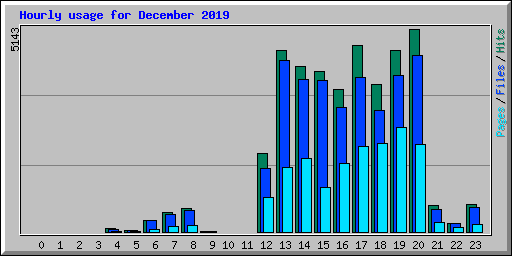 Hourly usage for December 2019
5143
Pages / Files / Hits
0 1 2 3 4 5 6 7 8 9 10 11 12 13 14 15 16 17 18 19 20 21 22 23